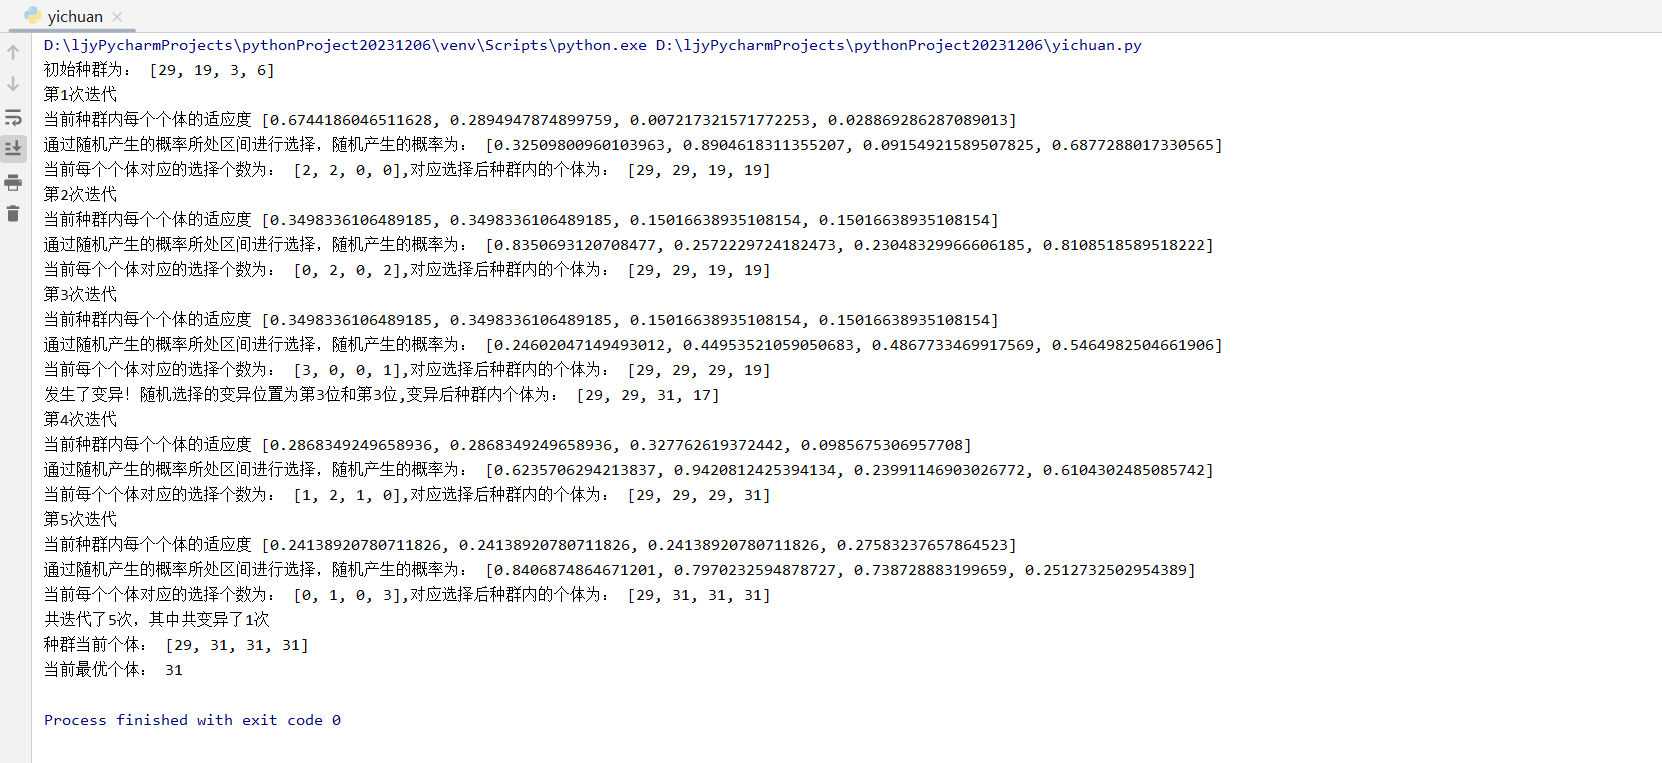 yichuan
D:\ljyPycharmProjects\pythonProject20231206\venv\Scripts\python.exe D:\ljyPycharmProjects\pythonProject20231206\yichuan.py
初始种群为： [29, 19, 3, 6]
第1次迭代
当前种群内每个个体的适应度 [0.6744186046511628, 0.2894947874899759, 0.007217321571772253, 0.028869286287089013]
通过随机产生的概率所处区间进行选择，随机产生的概率为： [0.32509800960103963, 0.8904618311355207, 0.09154921589507825, 0.6877288017330565]
当前每个个体对应的选择个数为： [2, 2, 0, 0],对应选择后种群内的个体为： [29, 29, 19, 19]
第2次迭代
当前种群内每个个体的适应度 [0.3498336106489185, 0.3498336106489185, 0.15016638935108154, 0.15016638935108154]
通过随机产生的概率所处区间进行选择，随机产生的概率为： [0.8350693120708477, 0.2572229724182473, 0.23048329966606185, 0.8108518589518222]
当前每个个体对应的选择个数为： [0, 2, 0, 2],对应选择后种群内的个体为： [29, 29, 19, 19]
第3次迭代
当前种群内每个个体的适应度 [0.3498336106489185, 0.3498336106489185, 0.15016638935108154, 0.15016638935108154]
通过随机产生的概率所处区间进行选择，随机产生的概率为： [0.24602047149493012, 0.44953521059050683, 0.4867733469917569, 0.5464982504661906]
当前每个个体对应的选择个数为： [3, 0, 0, 1],对应选择后种群内的个体为： [29, 29, 29, 19]
发生了变异！随机选择的变异位置为第3位和第3位,变异后种群内个体为： [29, 29, 31, 17]
第4次迭代
当前种群内每个个体的适应度 [0.2868349249658936, 0.2868349249658936, 0.327762619372442, 0.0985675306957708]
通过随机产生的概率所处区间进行选择，随机产生的概率为： [0.6235706294213837, 0.9420812425394134, 0.23991146903026772, 0.6104302485085742]
当前每个个体对应的选择个数为： [1, 2, 1, 0],对应选择后种群内的个体为： [29, 29, 29, 31]
第5次迭代
当前种群内每个个体的适应度 [0.24138920780711826, 0.24138920780711826, 0.24138920780711826, 0.27583237657864523]
通过随机产生的概率所处区间进行选择，随机产生的概率为： [0.8406874864671201, 0.7970232594878727, 0.738728883199659, 0.2512732502954389]
当前每个个体对应的选择个数为： [0, 1, 0, 3],对应选择后种群内的个体为： [29, 31, 31, 31]
共迭代了5次，其中共变异了1次
种群当前个体： [29, 31, 31, 31]
当前最优个体： 31
Process finished with exit code 0